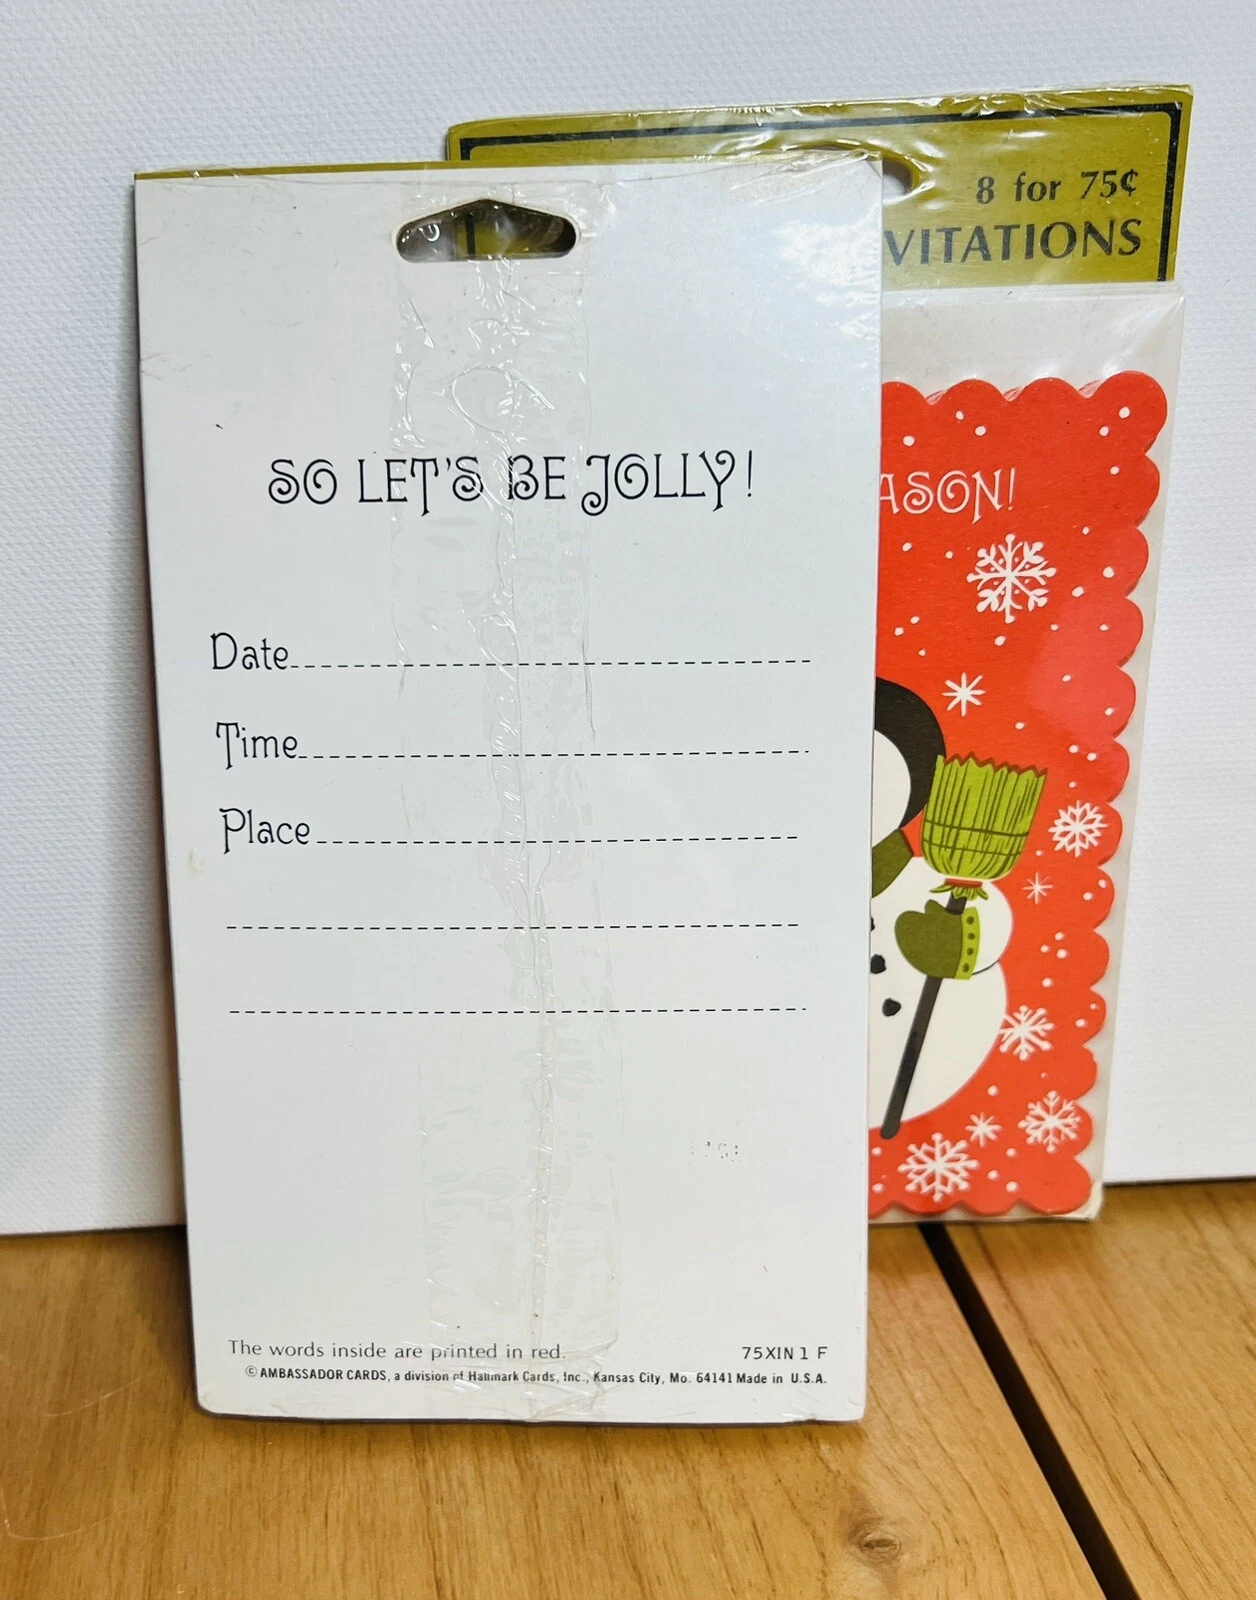 8 for 75¢
VITATIONS
ASON!
SO LET'S BE JOLLY!
Date
Time
Place
The words inside are printed in red.
75XIN 1 F
© AMBASSADOR CARDS, a division of Hallmark Cards, Inc., Kansas City, Mo. 64141 Made in U.S.A.